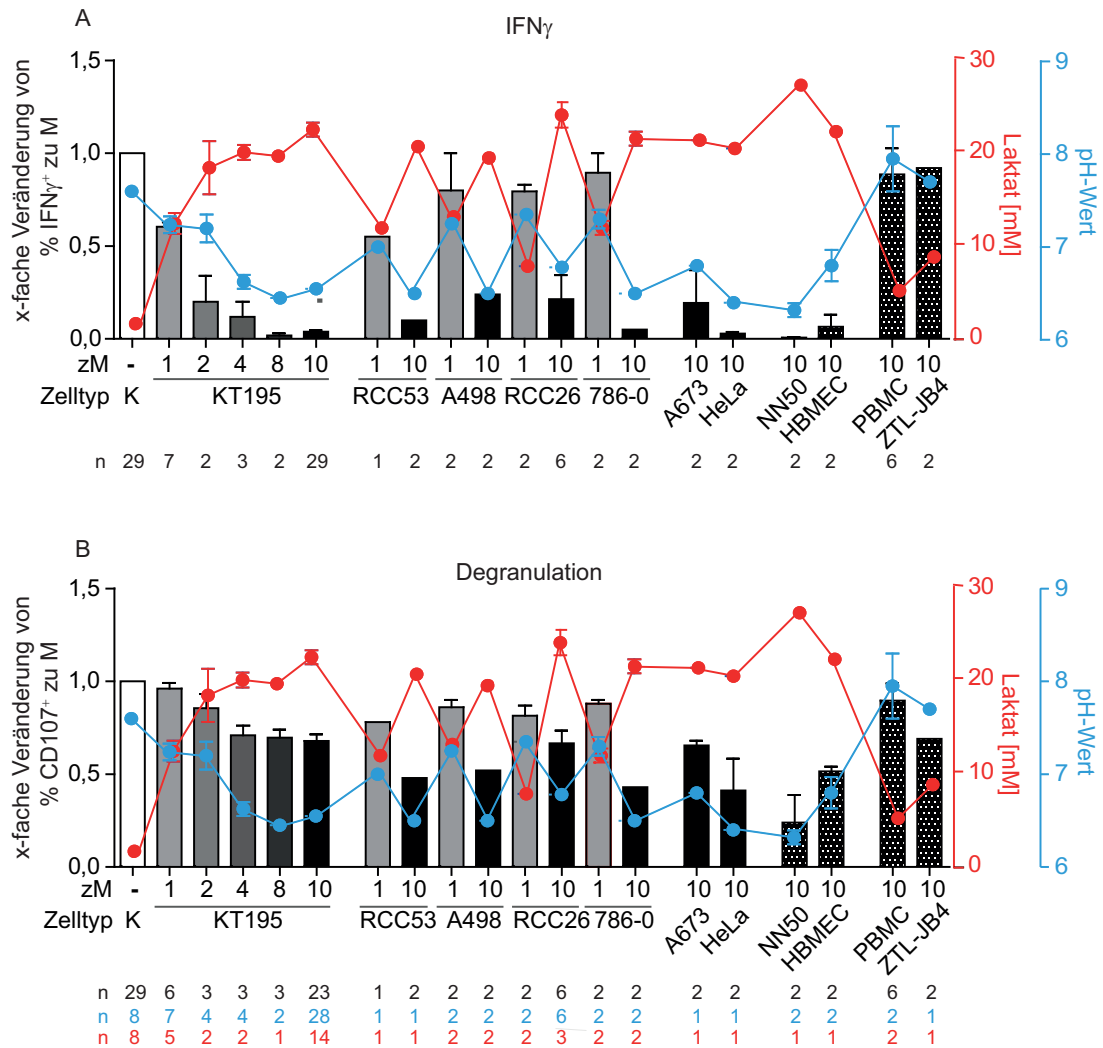 A
IFNγ
x-fache Veränderung von
% IFNγ⁺ zu M
1,5
1,0
0,5
0,0
30
20
10
0
Laktat [mM]
9
8
7
6
pH-Wert
zM - 1 2 4 8 10 1 10 1 10 1 10 1 10 10 10 10 10 10 10
Zelltyp K KT195 RCC53 A498 RCC26 786-0 A673 HeLa NN50 HBMEC PBMC ZTL-JB4
n 29 7 2 3 2 29 1 2 2 2 2 6 2 2 2 2 2 2 6 2
B
Degranulation
x-fache Veränderung von
% CD107⁺ zu M
1,5
1,0
0,5
0,0
30
20
10
0
Laktat [mM]
9
8
7
6
pH-Wert
zM - 1 2 4 8 10 1 10 1 10 1 10 1 10 10 10 10 10 10 10
Zelltyp K KT195 RCC53 A498 RCC26 786-0 A673 HeLa NN50 HBMEC PBMC ZTL-JB4
n 29 6 3 3 3 23 1 2 2 2 2 6 2 2 2 2 2 2 6 2
n 8 7 4 4 2 28 1 1 2 2 2 6 2 2 1 1 2 2 2 1
n 8 5 2 2 1 14 1 1 2 2 2 3 2 2 1 1 1 1 2 1